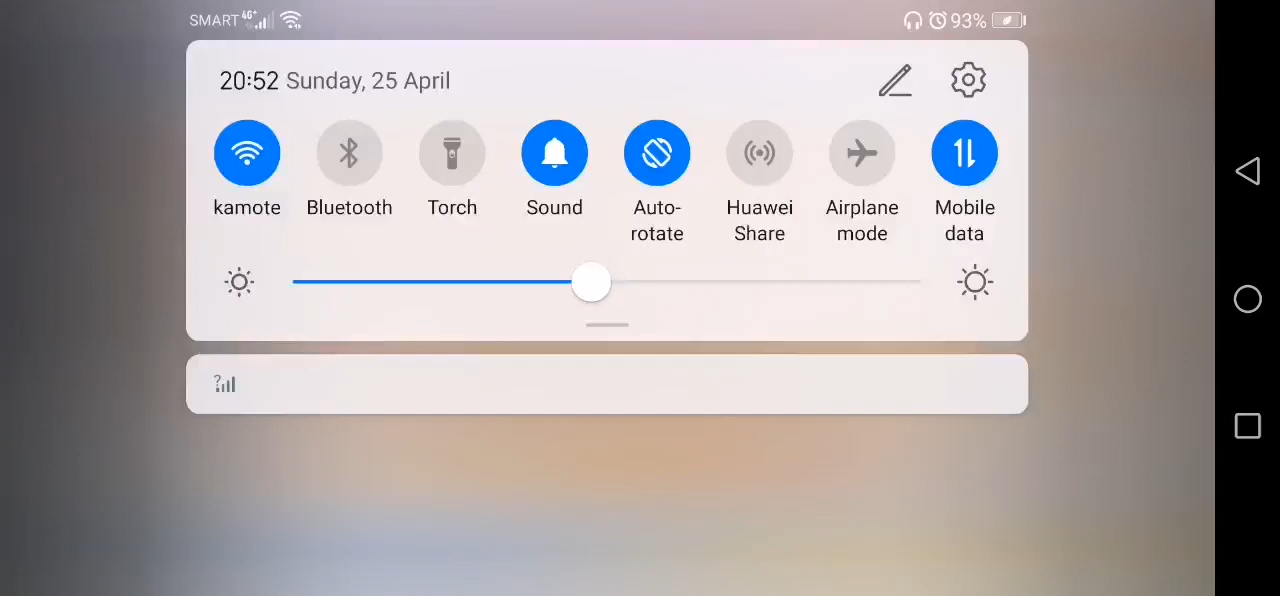 SMART 4G+ 93%
20:52 Sunday, 25 April
kamote Bluetooth Torch Sound Auto-rotate Huawei Share Airplane mode Mobile data
?